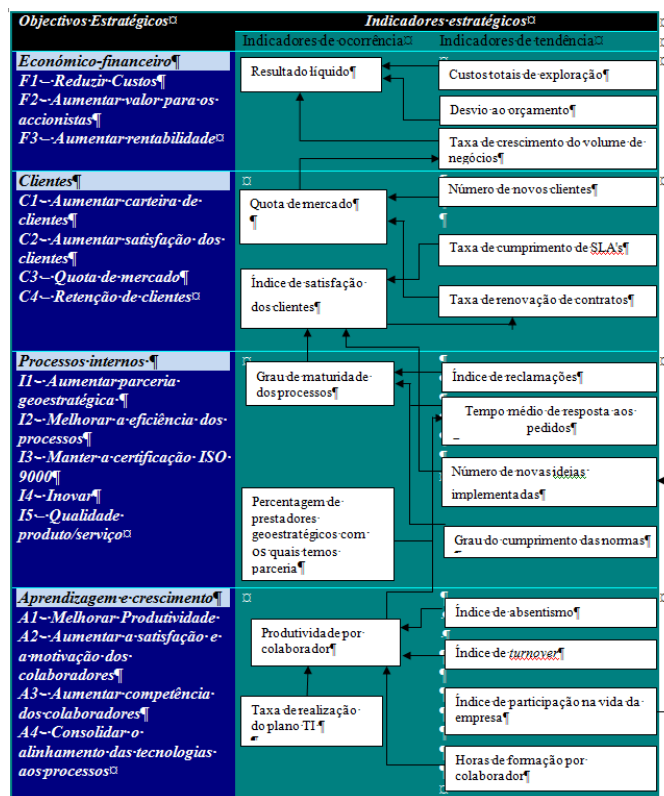 Objectivos Estratégicos
Indicadores estratégicos
Indicadores de ocorrência
Indicadores de tendência
Económico-financeiro
F1 – Reduzir Custos
F2 – Aumentar valor para os
accionistas
F3 – Aumentar rentabilidade
Resultado líquido
Custos totais de exploração
Desvio ao orçamento
Taxa de crescimento do volume de
negócios
Clientes
C1 – Aumentar carteira de
clientes
C2 – Aumentar satisfação dos
clientes
C3 – Quota de mercado
C4 – Retenção de clientes
Quota de mercado
Índice de satisfação
dos clientes
Número de novos clientes
Taxa de cumprimento de SLA's
Taxa de renovação de contratos
Processos internos
I1 – Aumentar parceria
geoestratégica
I2 – Melhorar a eficiência dos
processos
I3 – Manter a certificação ISO
9000
I4 – Inovar
I5 – Qualidade
produto/serviço
Grau de maturidade
dos processos
Percentagem de
prestadores
geoestratégicos com
os quais temos
parceria
Índice de reclamações
Tempo médio de resposta aos
pedidos
Número de novas ideias
implementadas
Grau do cumprimento das normas
Aprendizagem e crescimento
A1 – Melhorar Produtividade
A2 – Aumentar a satisfação e
a motivação dos
colaboradores
A3 – Aumentar competência
dos colaboradores
A4 – Consolidar o
alinhamento das tecnologias
aos processos
Produtividade por
colaborador
Taxa de realização
do plano TI
Índice de absentismo
Índice de turnover
Índice de participação na vida da
empresa
Horas de formação por
colaborador